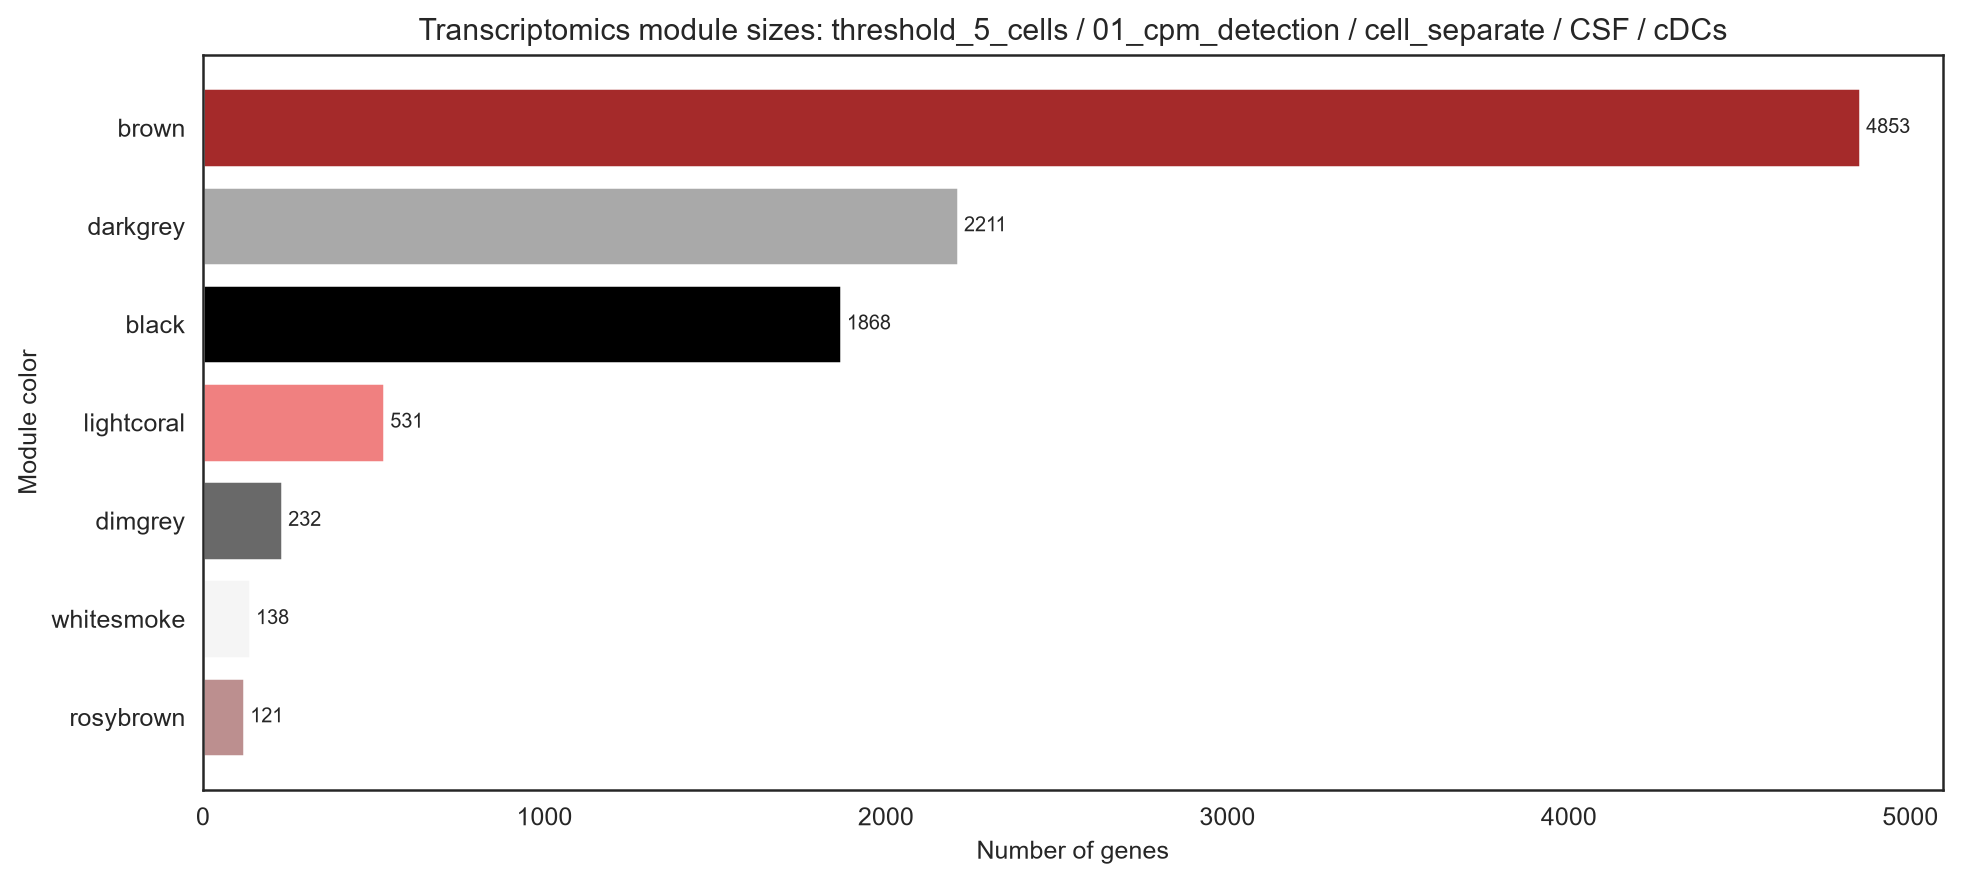 Transcriptomics module sizes: threshold_5_cells / 01_cpm_detection / cell_separate / CSF / cDCs
Module color
brown
4853
darkgrey
2211
black
1868
lightcoral
531
dimgrey
232
whitesmoke
138
rosybrown
121
0 1000 2000 3000 4000 5000
Number of genes